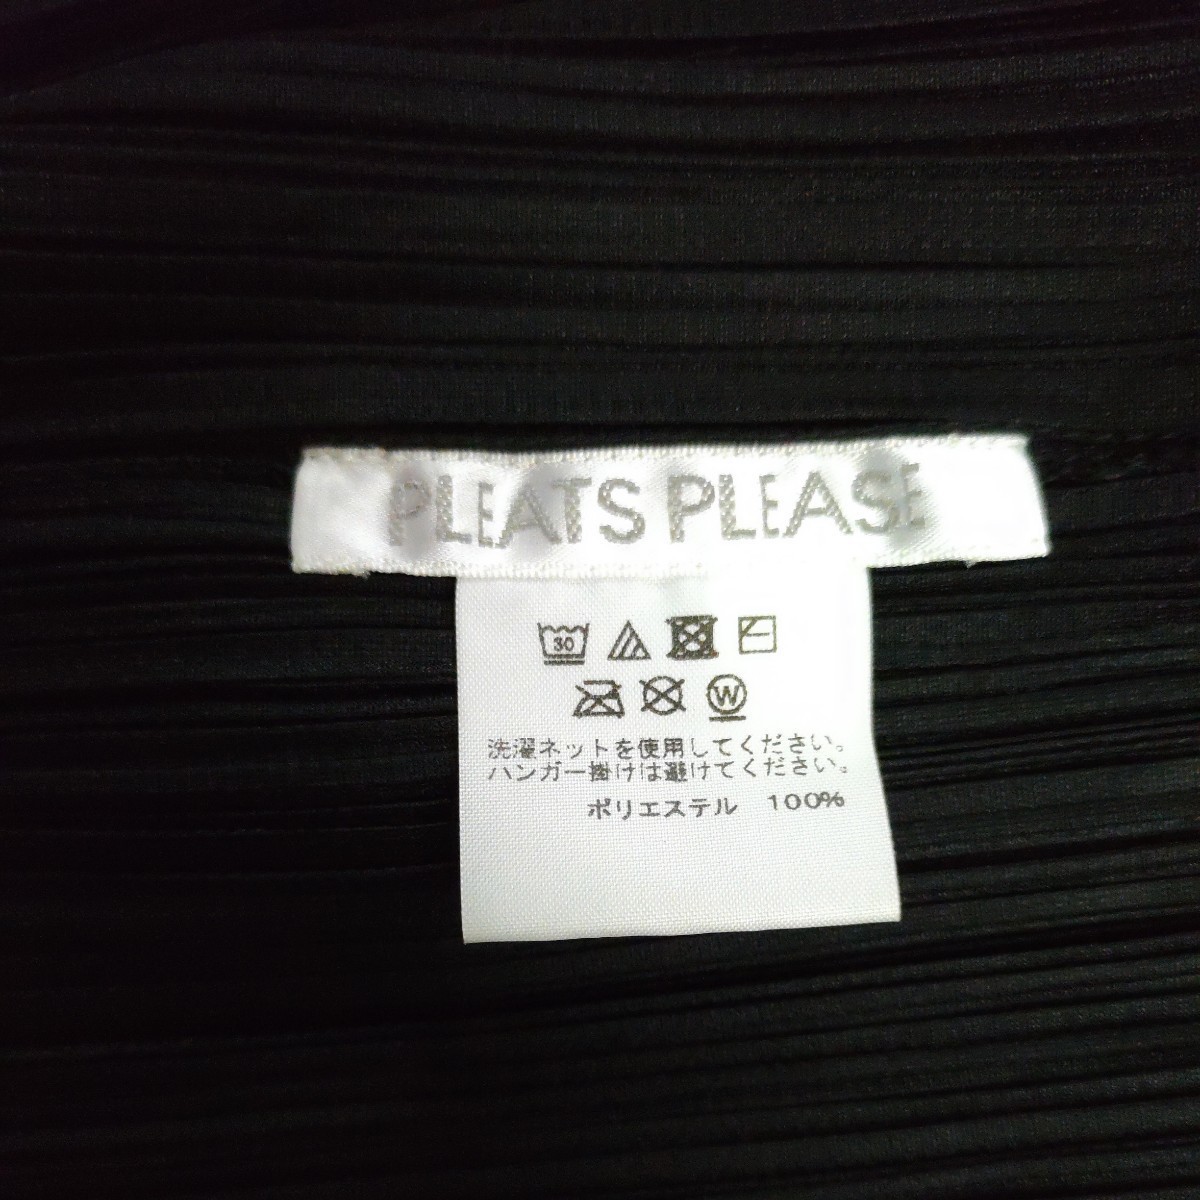 PLEATS PLEASE
30
W
洗濯ネットを使用してください。
ハンガー掛けは避けてください。
ポリエステル 100%